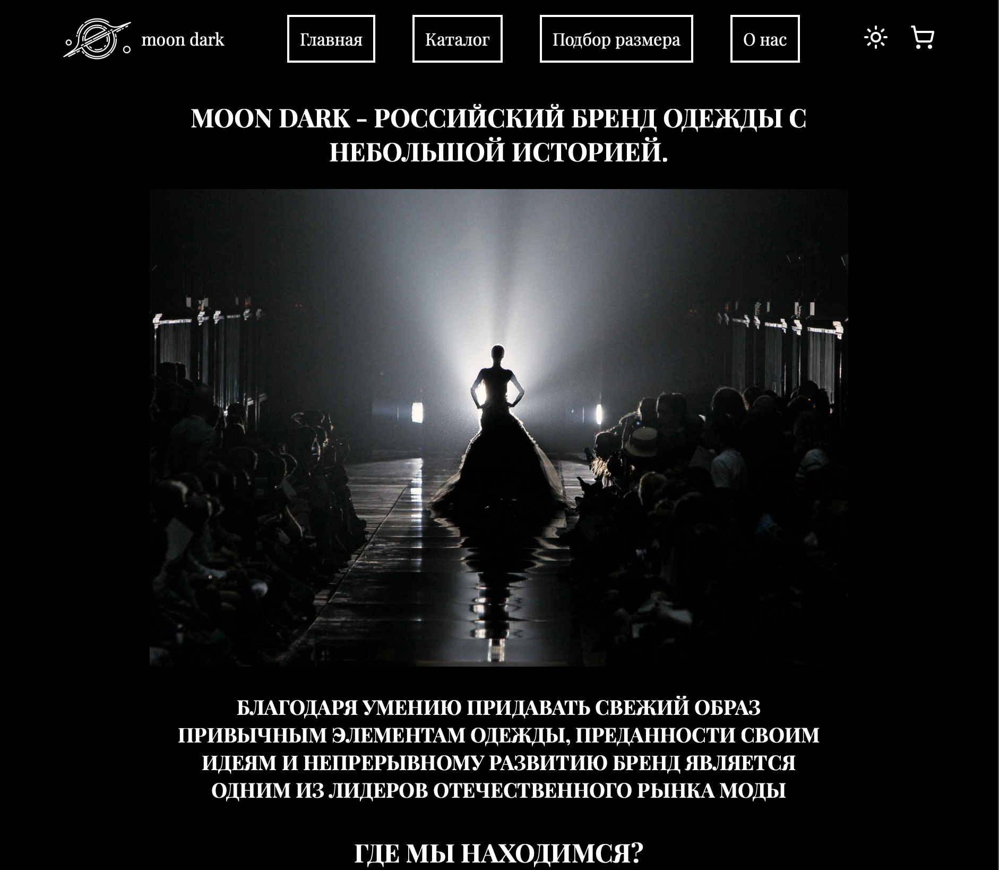 moon dark
Главная
Каталог
Подбор размера
О нас
MOON DARK – РОССИЙСКИЙ БРЕНД ОДЕЖДЫ С
НЕБОЛЬШОЙ ИСТОРИЕЙ.
БЛАГОДАРЯ УМЕНИЮ ПРИДАВАТЬ СВЕЖИЙ ОБРАЗ
ПРИВЫЧНЫМ ЭЛЕМЕНТАМ ОДЕЖДЫ, ПРЕДАННОСТИ СВОИМ
ИДЕЯМ И НЕПРЕРЫВНОМУ РАЗВИТИЮ БРЕНД ЯВЛЯЕТСЯ
ОДНИМ ИЗ ЛИДЕРОВ ОТЕЧЕСТВЕННОГО РЫНКА МОДЫ
ГДЕ МЫ НАХОДИМСЯ?